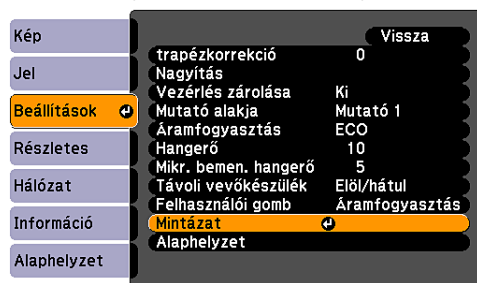 Kép
Jel
Beállítások
Részletes
Hálózat
Információ
Alaphelyzet
Vissza
trapézkorrekció 0
Nagyítás
Vezérlés zárolása Ki
Mutató alakja Mutató 1
Áramfogyasztás ECO
Hangerő 10
Mikr. bemen. hangerő 5
Távoli vevőkészülék Elöl/hátul
Felhasználói gomb Áramfogyasztás
Mintázat
Alaphelyzet